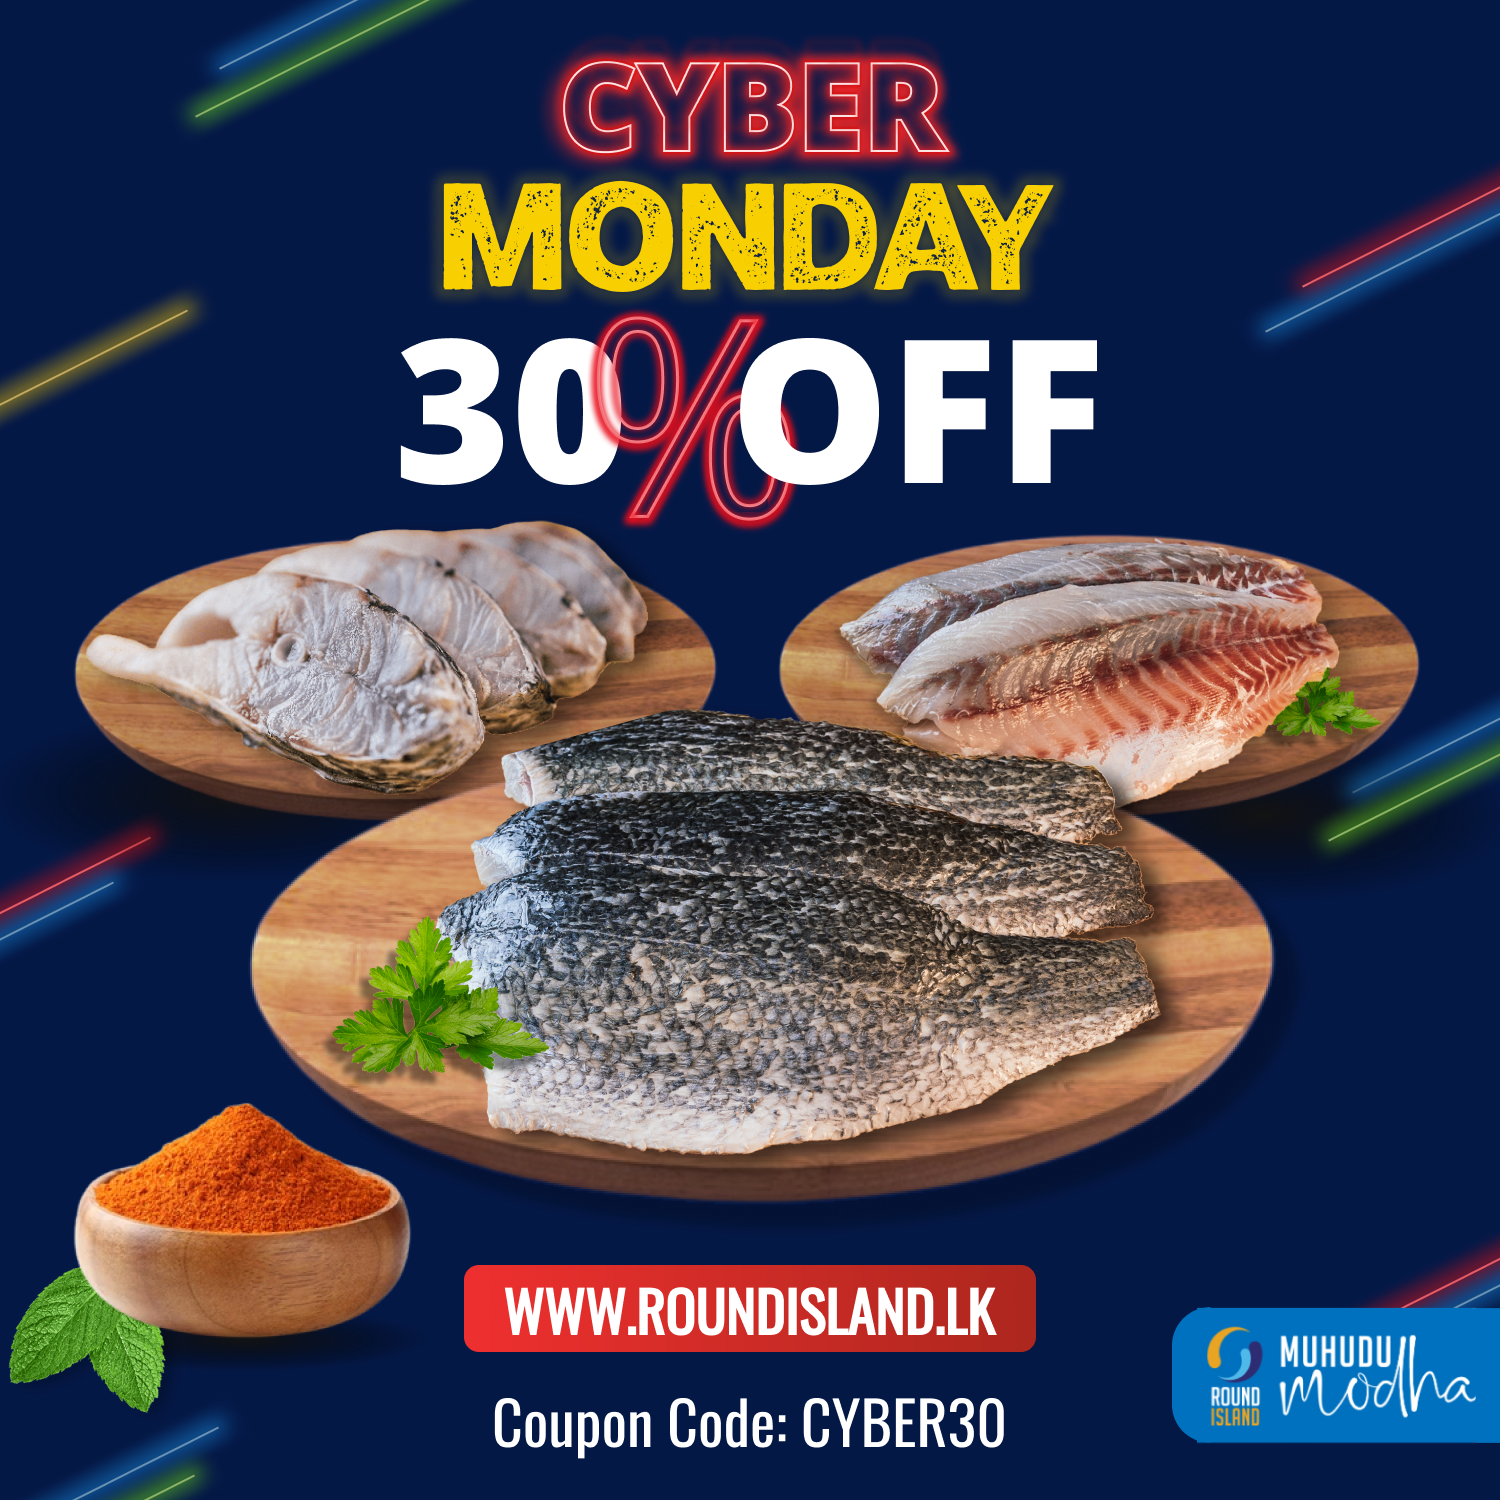 CYBER
MONDAY
30% OFF
WWW.ROUNDISLAND.LK
Coupon Code: CYBER30
ROUND
ISLAND
MUHUDU
modha